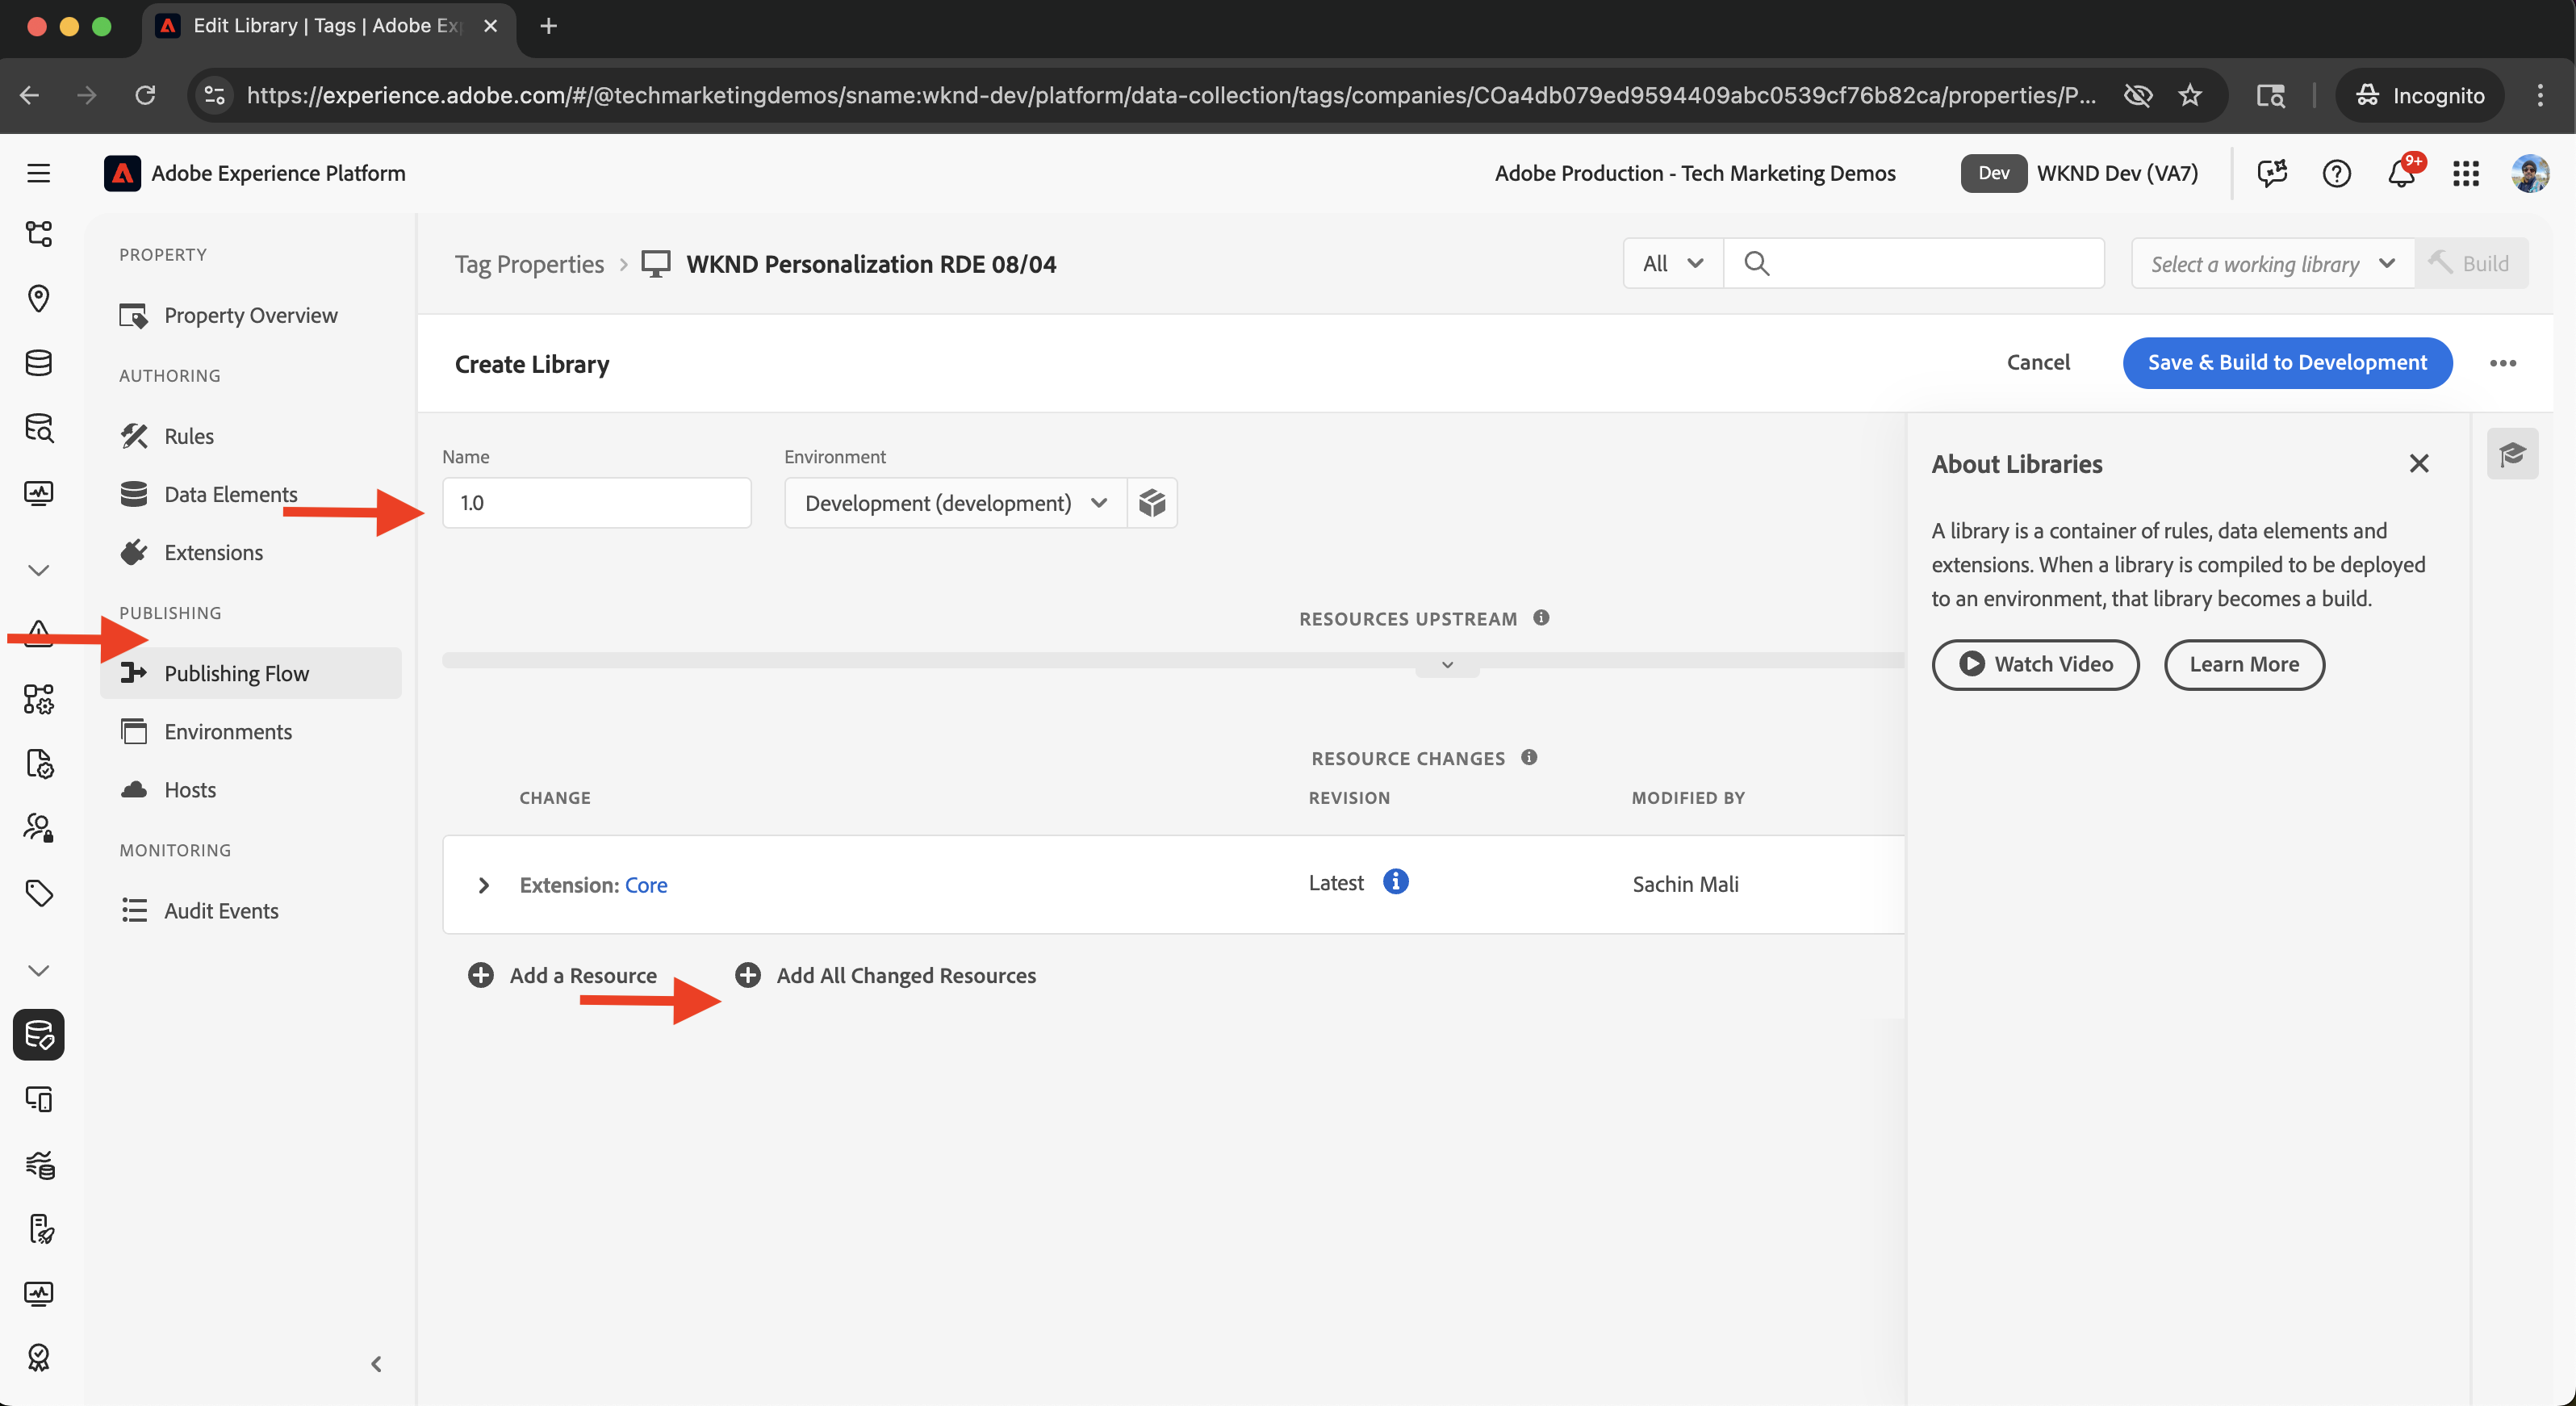 Edit Library | Tags | Adobe Ex
https://experience.adobe.com/#/@techmarketingdemos/sname:wknd-dev/platform/data-collection/tags/companies/COa4db079ed9594409abc0539cf76b82ca/properties/P...
Incognito
Adobe Experience Platform
Adobe Production - Tech Marketing Demos
Dev
WKND Dev (VA7)
9+
PROPERTY
Property Overview
AUTHORING
Rules
Data Elements
Extensions
PUBLISHING
Publishing Flow
Environments
Hosts
MONITORING
Audit Events
Tag Properties
WKND Personalization RDE 08/04
All
Select a working library
Build
Create Library
Cancel
Save & Build to Development
Name
Environment
1.0
Development (development)
RESOURCES UPSTREAM
RESOURCE CHANGES
CHANGE
REVISION
MODIFIED BY
Extension: Core
Latest
Sachin Mali
Add a Resource
Add All Changed Resources
About Libraries
A library is a container of rules, data elements and
extensions. When a library is compiled to be deployed
to an environment, that library becomes a build.
Watch Video
Learn More